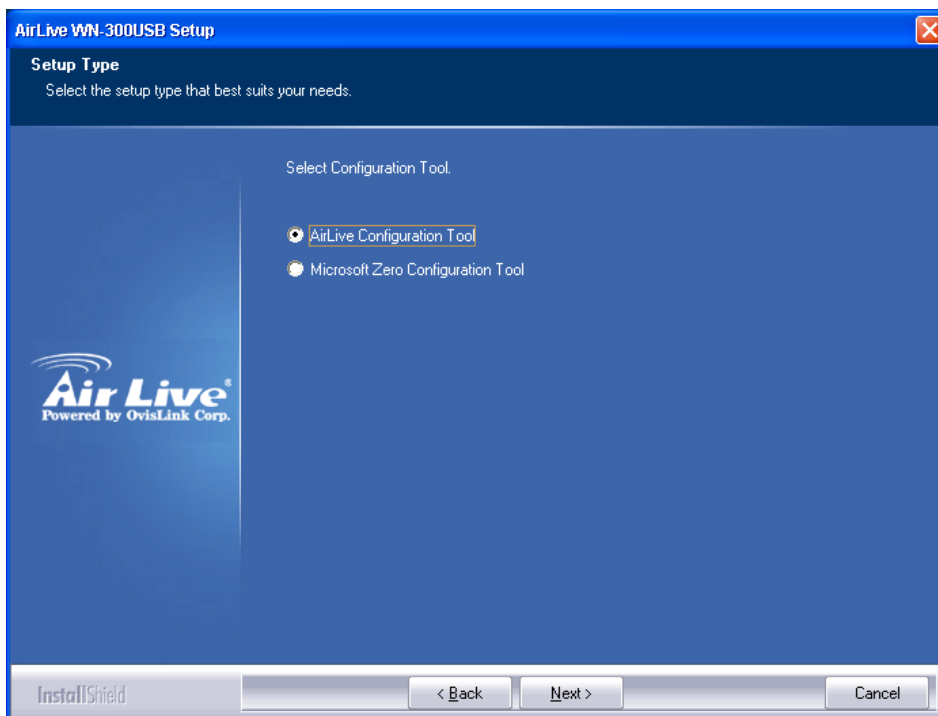 AirLive WN-300USB Setup
Setup Type
Select the setup type that best suits your needs.
Select Configuration Tool.
AirLive Configuration Tool
Microsoft Zero Configuration Tool
Air Live®
Powered by OvisLink Corp.
InstallShield
< Back
Next >
Cancel